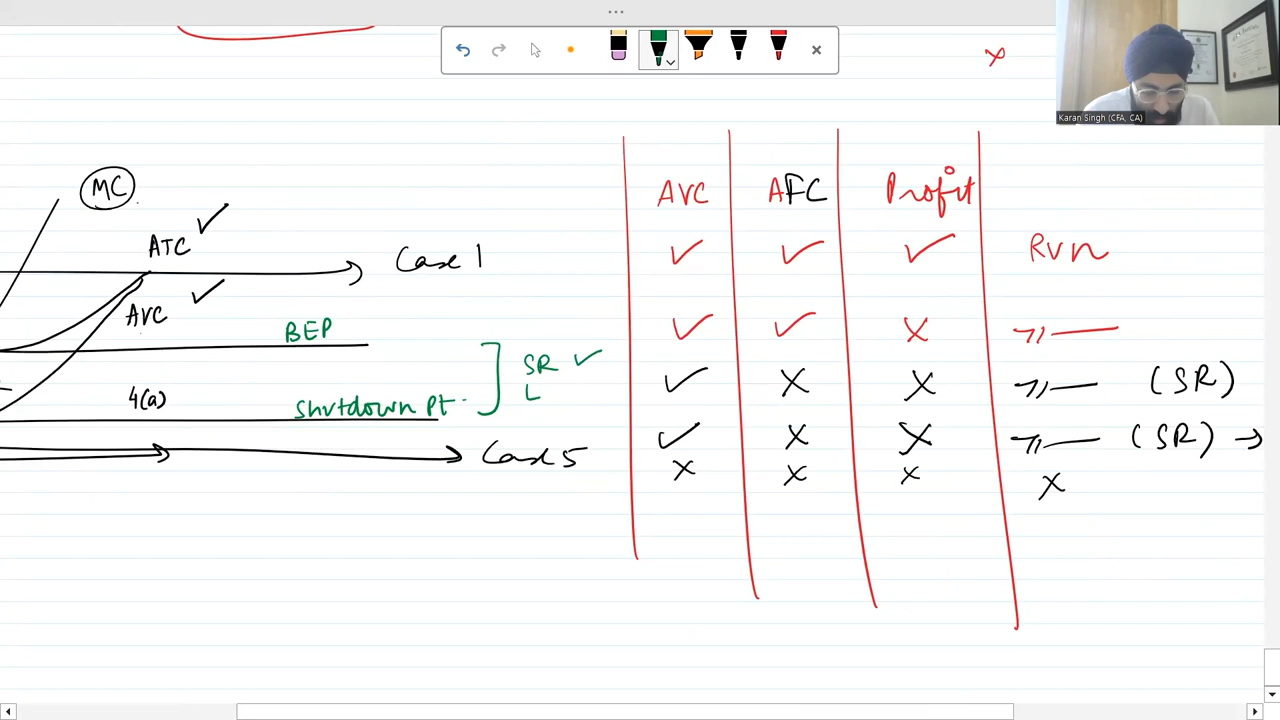 Karan Singh (CFA, CA)
MC
ATC ✓
AVC ✓
Case 1
BEP
SR ✓
L
4(a)
Shutdown Pt.
Case 5
AVC AFC Profit
✓ ✓ ✓ Run
✓ ✓ x —〃—
✓ x x —〃— (SR)
✓ x x —〃— (SR) →
x x x x